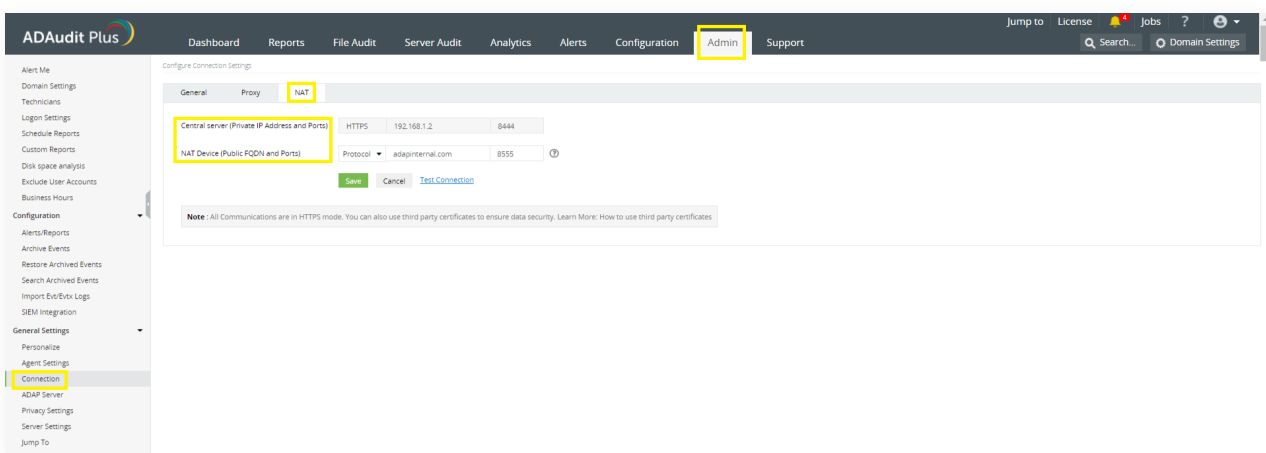 Jump to License 4 Jobs ?
ADAudit Plus
Dashboard Reports File Audit Server Audit Analytics Alerts Configuration Admin Support
Search... Domain Settings
Alert Me
Domain Settings
Technicians
Logon Settings
Schedule Reports
Custom Reports
Disk space analysis
Exclude User Accounts
Business Hours
Configuration
Alerts/Reports
Archive Events
Restore Archived Events
Search Archived Events
Import Evt/Evtx Logs
SIEM Integration
General Settings
Personalize
Agent Settings
Connection
ADAP Server
Privacy Settings
Server Settings
Jump To
Configure Connection Settings
General Proxy NAT
Central server (Private IP Address and Ports) HTTPS 192.168.1.2 8444
NAT Device (Public FQDN and Ports) Protocol adapinternal.com 8555 ?
Save Cancel Test Connection
Note : All Communications are in HTTPS mode. You can also use third party certificates to ensure data security. Learn More: How to use third party certificates